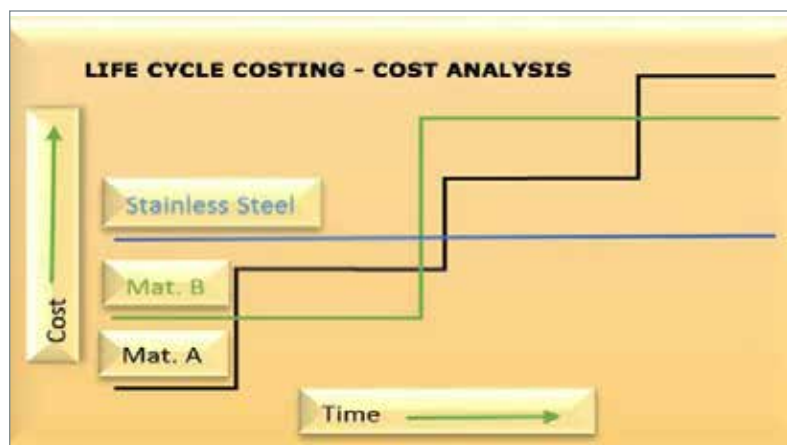 LIFE CYCLE COSTING - COST ANALYSIS
Stainless Steel
Mat. B
Mat. A
Cost
Time